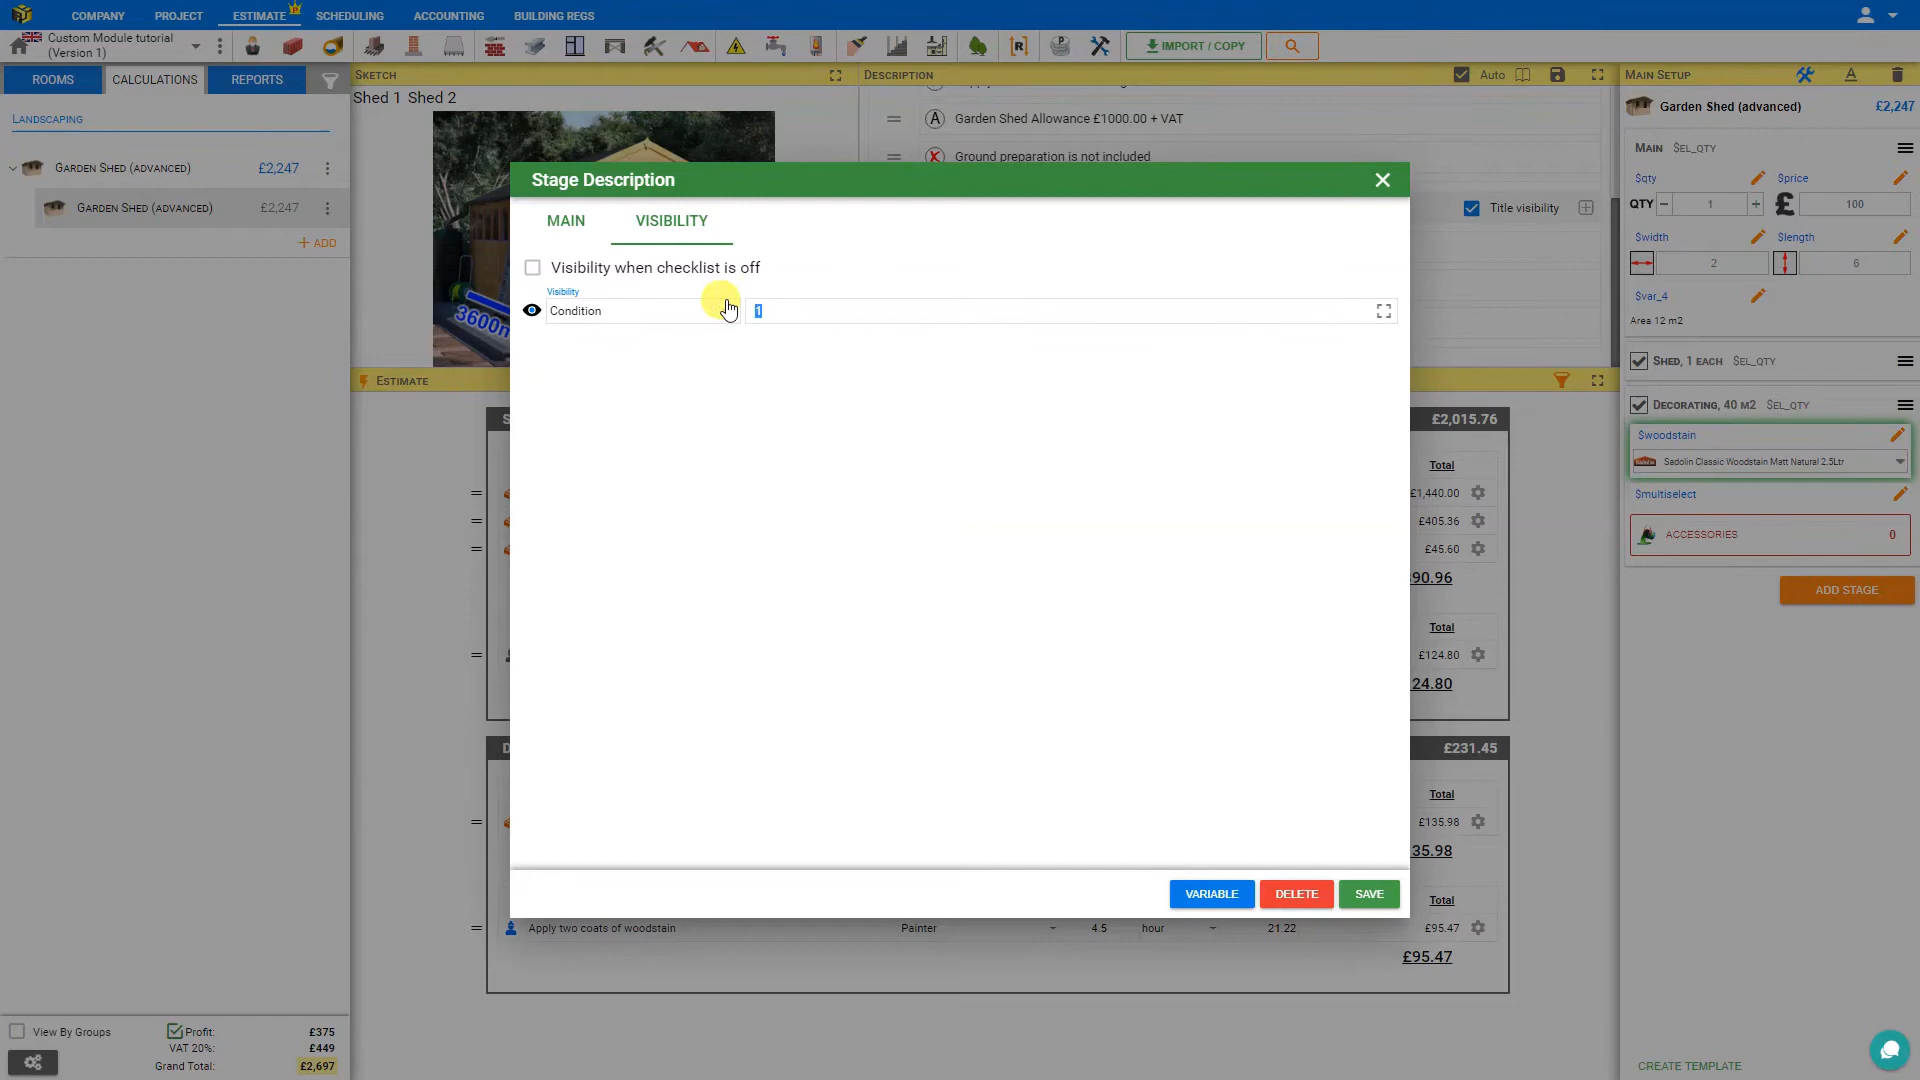 COMPANY PROJECT ESTIMATE SCHEDULING ACCOUNTING BUILDING REGS
Custom Module tutorial
(Version 1)
IMPORT / COPY
ROOMS CALCULATIONS REPORTS
SKETCH
DESCRIPTION
Auto
MAIN SETUP
LANDSCAPING
Shed 1 Shed 2
Garden Shed Allowance £1000.00 + VAT
Ground preparation is not included
Title visibility
GARDEN SHED (ADVANCED) £2,247
GARDEN SHED (ADVANCED) £2,247
+ ADD
3600m
Stage Description
MAIN VISIBILITY
Visibility when checklist is off
Visibility
Condition 1
VARIABLE DELETE SAVE
ESTIMATE
£2,015.76
Total
£1,440.00
£405.36
£45.60
90.96
Total
£124.80
24.80
£231.45
Total
£135.98
35.98
Total
Apply two coats of woodstain Painter 4.5 hour 21.22 £95.47
£95.47
Garden Shed (advanced) £2,247
MAIN $EL_QTY
$qty $price
QTY 1 £ 100
$width $length
2 6
$var_4
Area 12 m2
SHED, 1 EACH $EL_QTY
DECORATING, 40 M2 $EL_QTY
$woodstain
Sadolin Classic Woodstain Matt Natural 2.5Ltr
$multiselect
ACCESSORIES 0
ADD STAGE
CREATE TEMPLATE
View By Groups
Profit: £375
VAT 20%: £449
Grand Total: £2,697